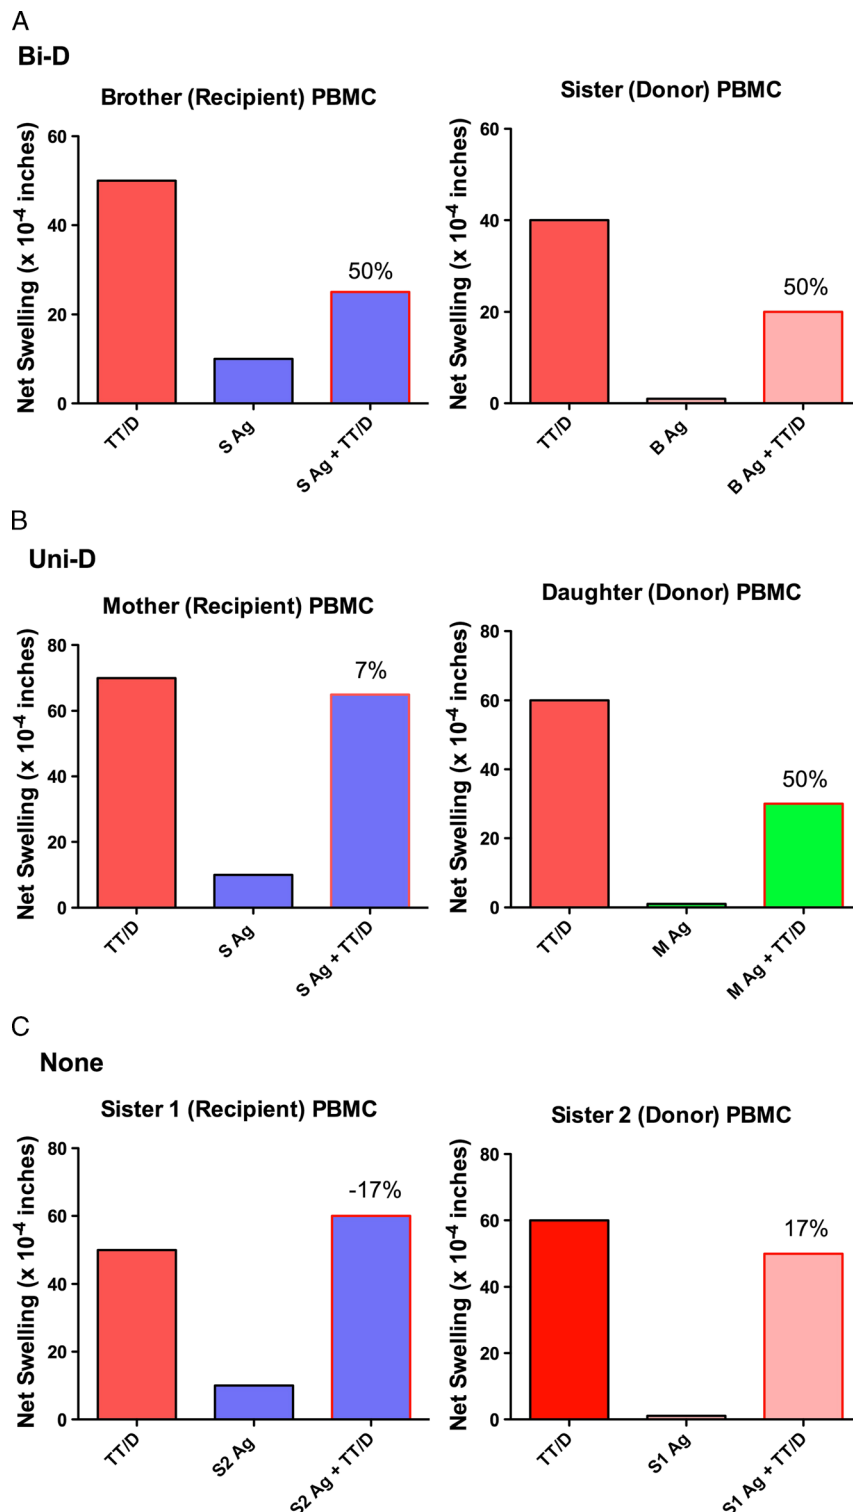 A
Bi-D
Brother (Recipient) PBMC
Net Swelling (x 10-4 inches)
60
40
20
0
50%
TT/D
S Ag
S Ag + TT/D
Sister (Donor) PBMC
Net Swelling (x 10-4 inches)
60
40
20
0
50%
TT/D
B Ag
B Ag + TT/D
B
Uni-D
Mother (Recipient) PBMC
Net Swelling (x 10-4 inches)
80
60
40
20
0
7%
TT/D
S Ag
S Ag + TT/D
Daughter (Donor) PBMC
Net Swelling (x 10-4 inches)
80
60
40
20
0
50%
TT/D
M Ag
M Ag + TT/D
C
None
Sister 1 (Recipient) PBMC
Net Swelling (x 10-4 inches)
80
60
40
20
0
-17%
TT/D
S2 Ag
S2 Ag + TT/D
Sister 2 (Donor) PBMC
Net Swelling (x 10-4 inches)
80
60
40
20
0
17%
TT/D
S1 Ag
S1 Ag + TT/D